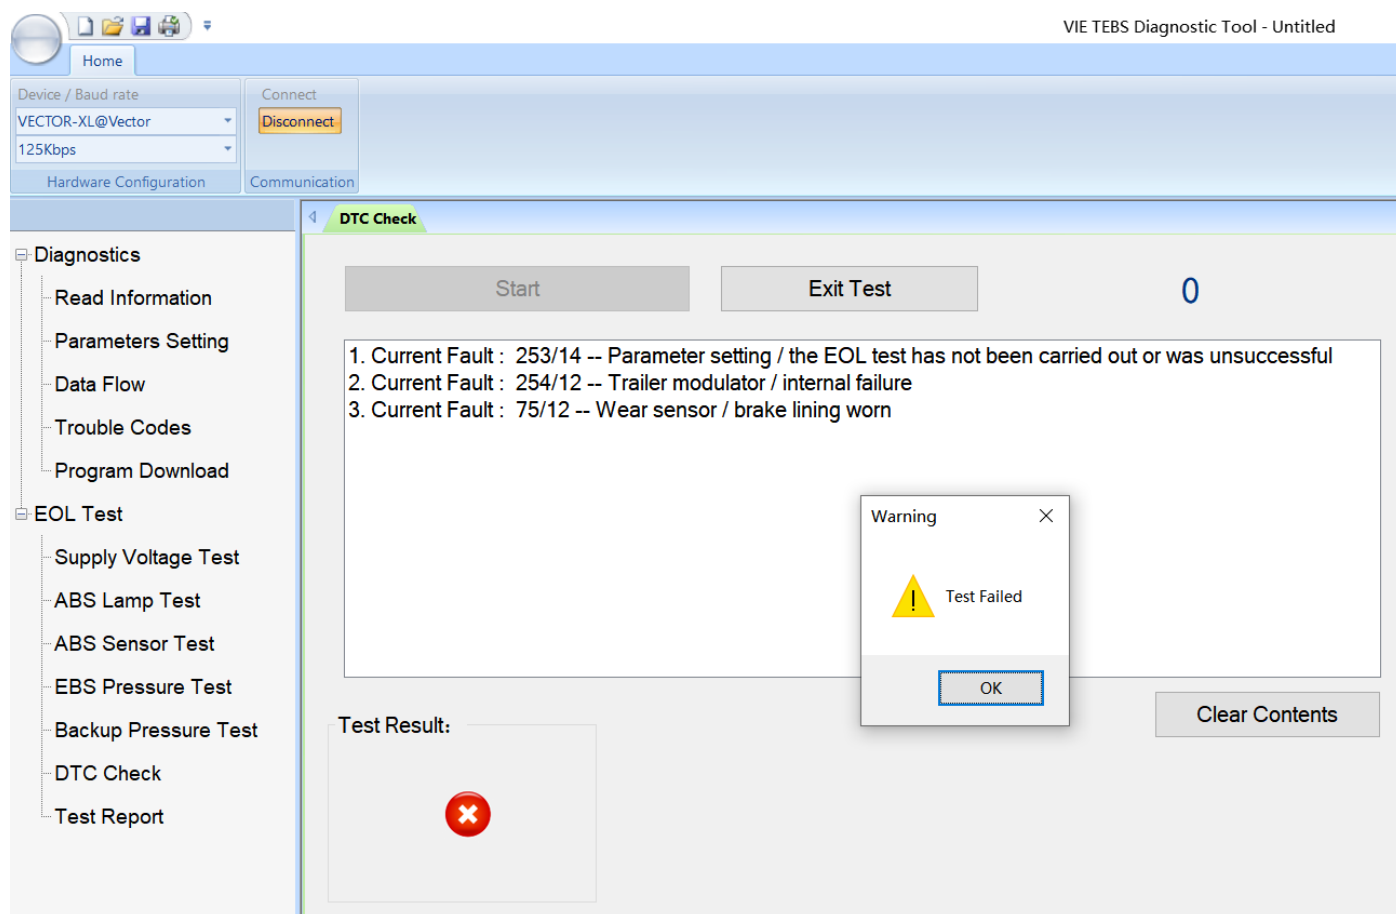 VIE TEBS Diagnostic Tool - Untitled
Home
Device / Baud rate
VECTOR-XL@Vector
125Kbps
Hardware Configuration
Connect
Disconnect
Communication
DTC Check
Diagnostics
Read Information
Parameters Setting
Data Flow
Trouble Codes
Program Download
EOL Test
Supply Voltage Test
ABS Lamp Test
ABS Sensor Test
EBS Pressure Test
Backup Pressure Test
DTC Check
Test Report
Start
Exit Test
0
1. Current Fault : 253/14 -- Parameter setting / the EOL test has not been carried out or was unsuccessful
2. Current Fault : 254/12 -- Trailer modulator / internal failure
3. Current Fault : 75/12 -- Wear sensor / brake lining worn
Warning
Test Failed
OK
Clear Contents
Test Result: